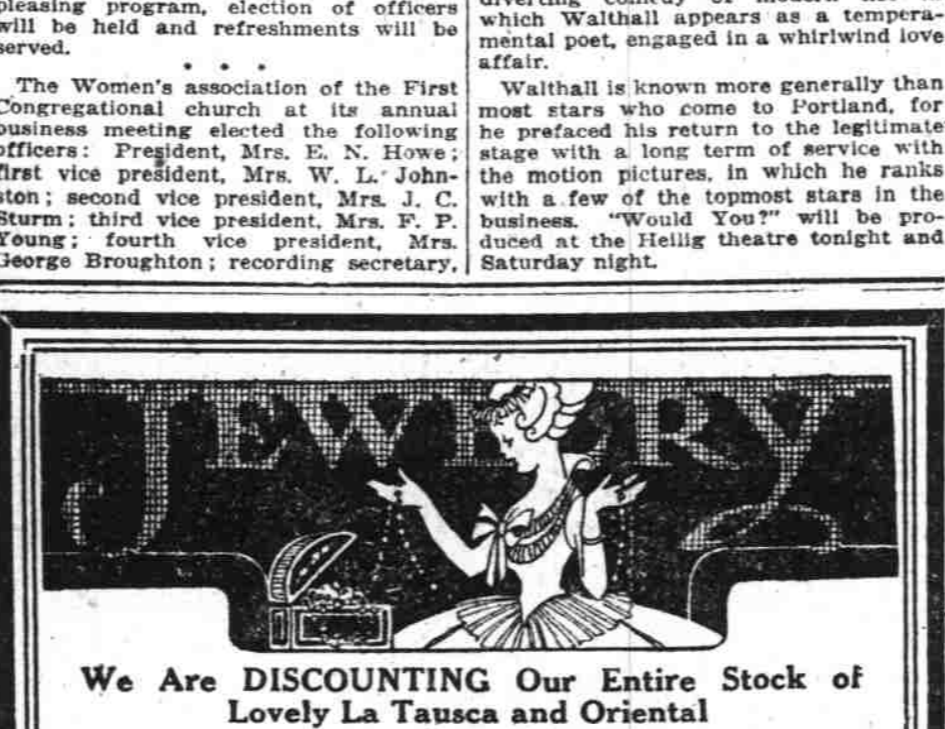 pleasing program, election of officers
will be held and refreshments will be
served.
The Women's association of the First
Congregational church at its annual
business meeting elected the following
officers: President, Mrs. E. N. Howe;
first vice president, Mrs. W. L. John-
ston; second vice president, Mrs. J. C.
Sturm; third vice president, Mrs. F. P.
Young; fourth vice president, Mrs.
George Broughton; recording secretary,
which Walthall appears as a tempera-
mental poet, engaged in a whirlwind love
affair.
Walthall is known more generally than
most stars who come to Portland, for
he prefaced his return to the legitimate
stage with a long term of service with
the motion pictures, in which he ranks
with a few of the topmost stars in the
business. "Would You?" will be pro-
duced at the Heilig theatre tonight and
Saturday night.
JEWELRY
We Are DISCOUNTING Our Entire Stock of
Lovely La Tausca and Oriental